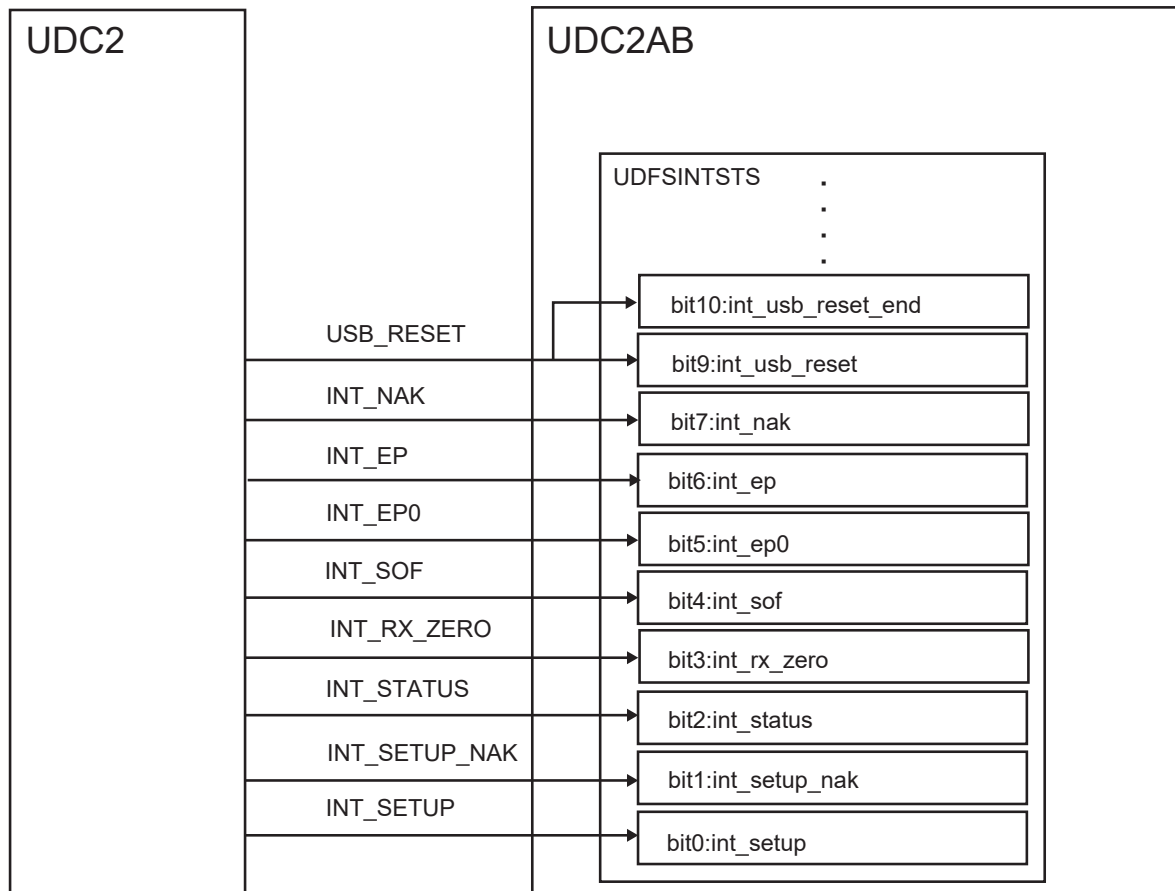 UDC2
UDC2AB
UDFSINTSTS
bit10:int_usb_reset_end
USB_RESET
bit9:int_usb_reset
INT_NAK
bit7:int_nak
INT_EP
bit6:int_ep
INT_EP0
bit5:int_ep0
INT_SOF
bit4:int_sof
INT_RX_ZERO
bit3:int_rx_zero
INT_STATUS
bit2:int_status
INT_SETUP_NAK
bit1:int_setup_nak
INT_SETUP
bit0:int_setup